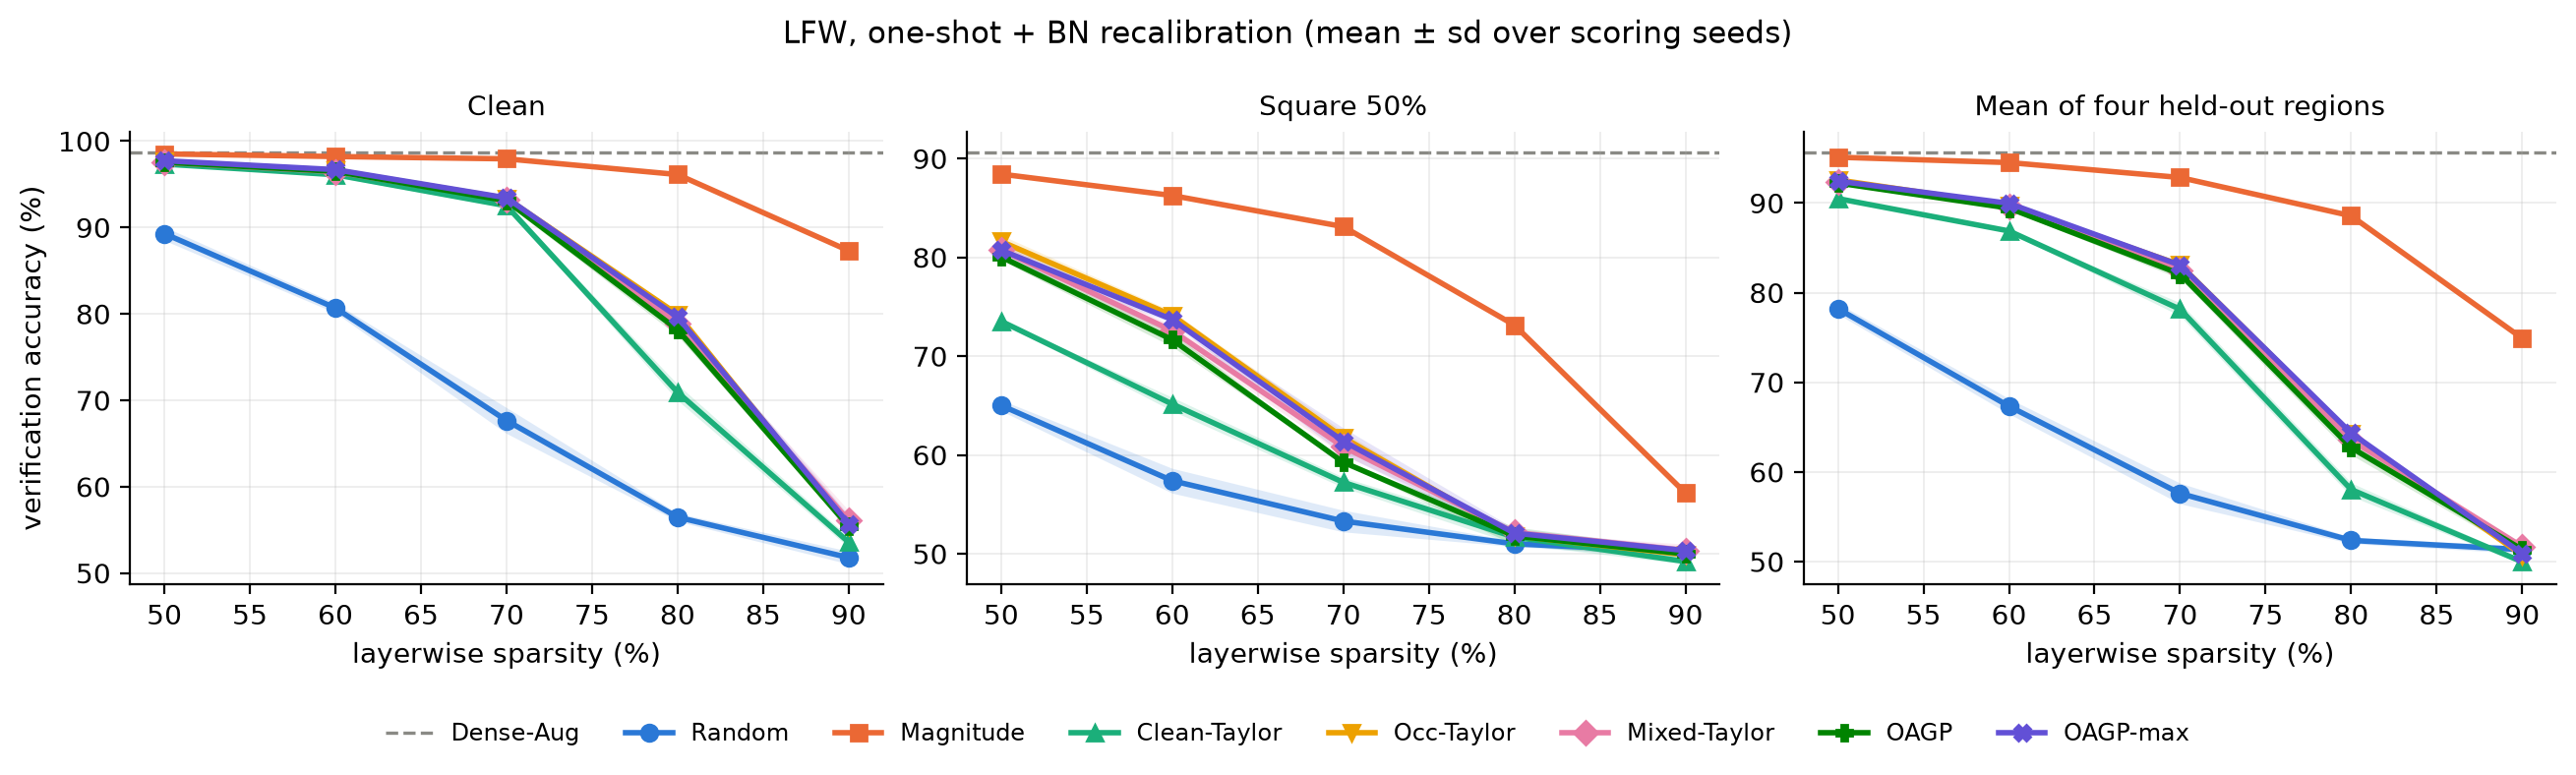 LFW, one-shot + BN recalibration (mean ± sd over scoring seeds)
Clean
Square 50%
Mean of four held-out regions
verification accuracy (%)
100
90
80
70
60
50
90
80
70
60
50
90
80
70
60
50
50 55 60 65 70 75 80 85 90
50 55 60 65 70 75 80 85 90
50 55 60 65 70 75 80 85 90
layerwise sparsity (%)
layerwise sparsity (%)
layerwise sparsity (%)
Dense-Aug Random Magnitude Clean-Taylor Occ-Taylor Mixed-Taylor OAGP OAGP-max